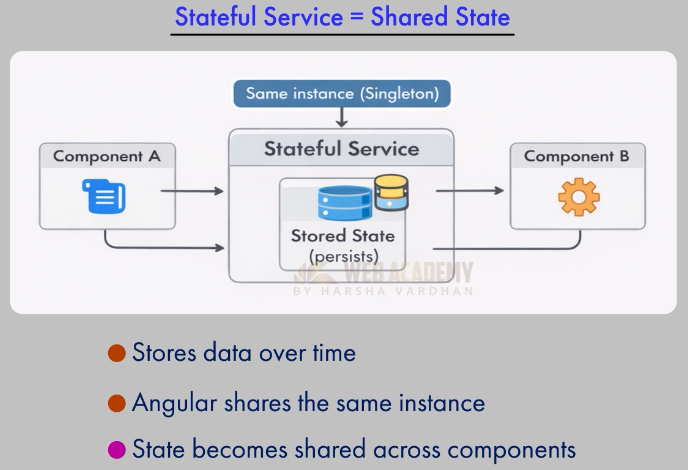 Stateful Service = Shared State
Same instance (Singleton)
Component A
Stateful Service
Component B
Stored State
(persists)
WEB ACADEMY
BY HARSHA VARDHAN
Stores data over time
Angular shares the same instance
State becomes shared across components